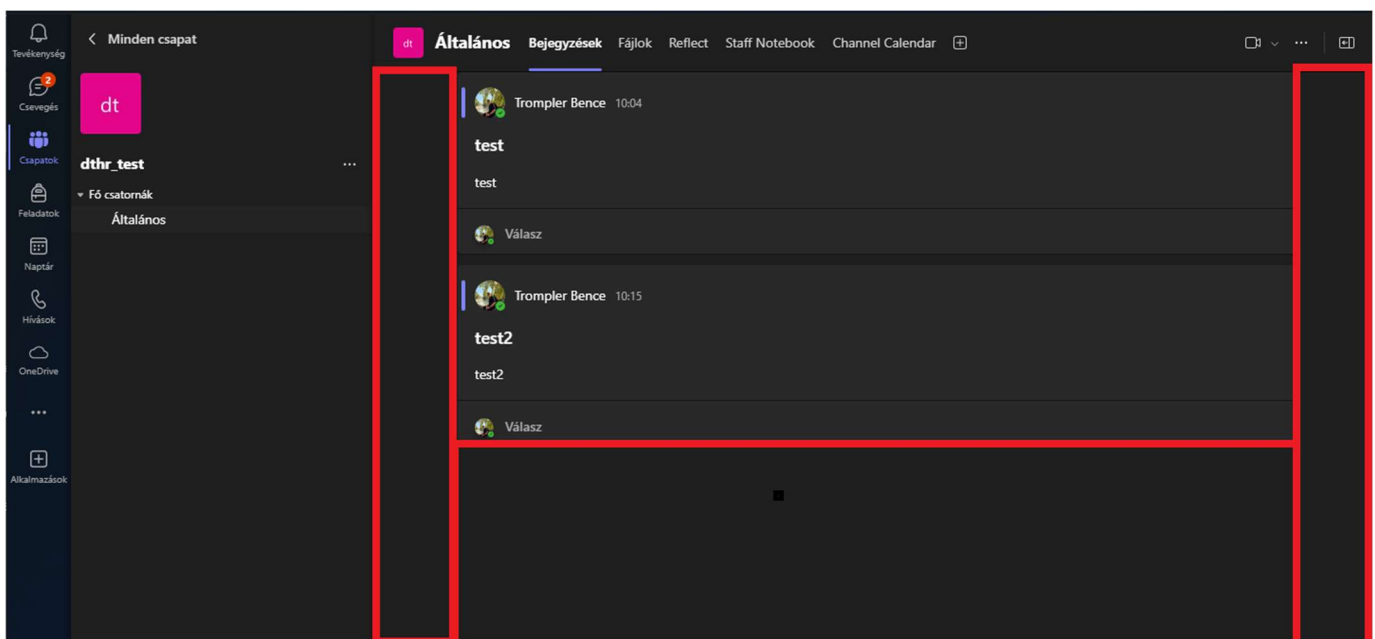 Tevékenység
2
Csevegés
Csapatok
Feladatok
Naptár
Hívások
OneDrive
Alkalmazások
Minden csapat
dt
dthr_test
Fő csatornák
Általános
dt Általános Bejegyzések Fájlok Reflect Staff Notebook Channel Calendar
Trompler Bence 10:04
test
test
Válasz
Trompler Bence 10:15
test2
test2
Válasz